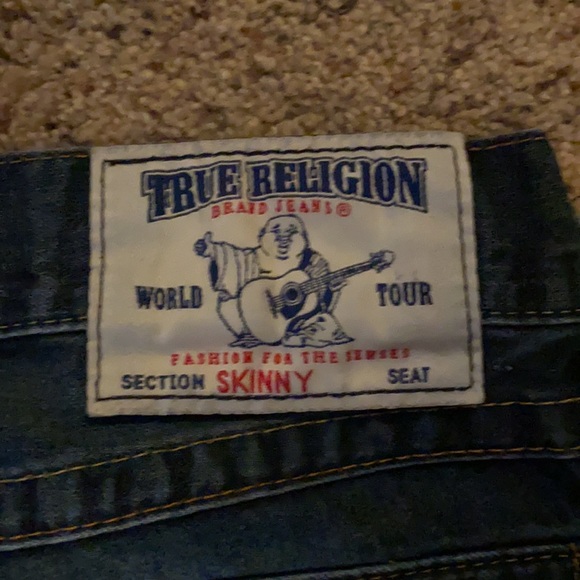 TRUE RELIGION
BRAND JEANS®
WORLD TOUR
FASHION FOR THE SENSES
SECTION SKINNY SEAT